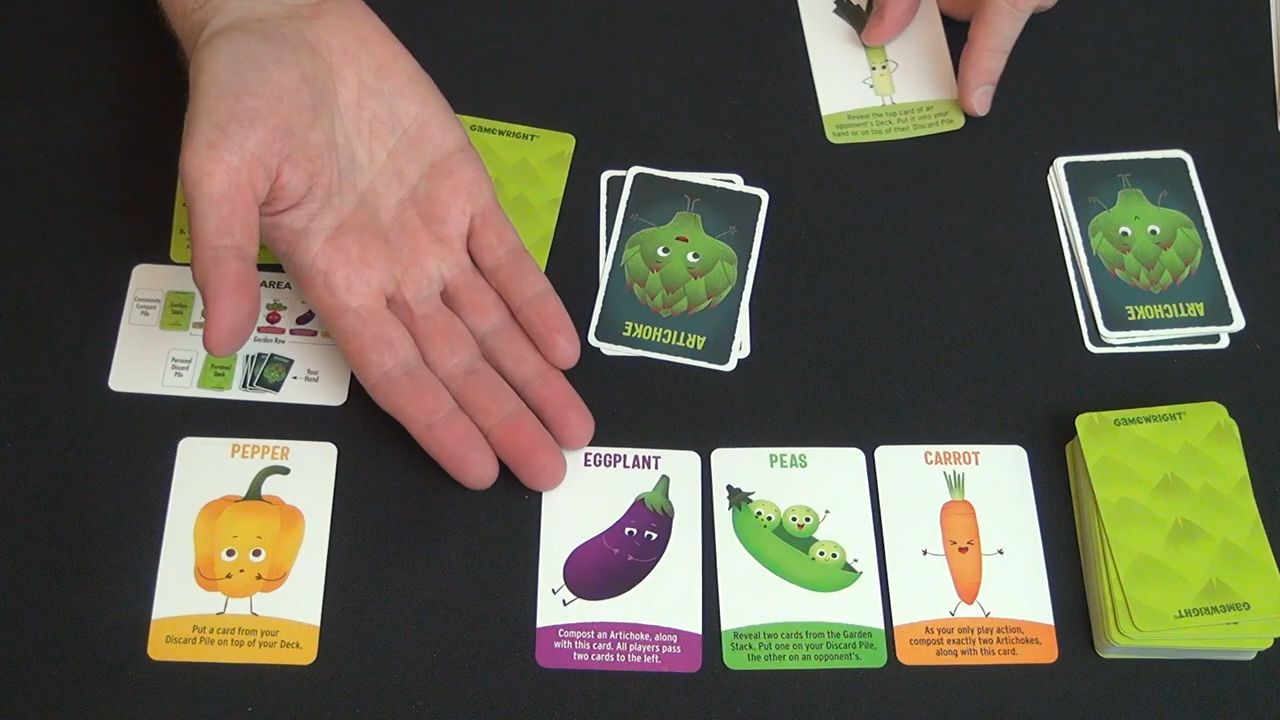 Reveal the top card of an
opponent's Deck. Put it into your
hand or on top of their Discard Pile.
GAMEWRIGHT
5.
AREA
Community
Compost
Pile
Garden
Stack
Garden Row
Personal
Discard
Pile
Personal
Deck
Your
Hand
ARTICHOKE
ARTICHOKE
PEPPER
Put a card from your
Discard Pile on top of your Deck.
EGGPLANT
Compost an Artichoke, along
with this card. All players pass
two cards to the left.
PEAS
Reveal two cards from the Garden
Stack. Put one on your Discard Pile,
the other on an opponent's.
CARROT
As your only play action,
compost exactly two Artichokes,
along with this card.
GAMEWRIGHT
GAMEWRIGHT